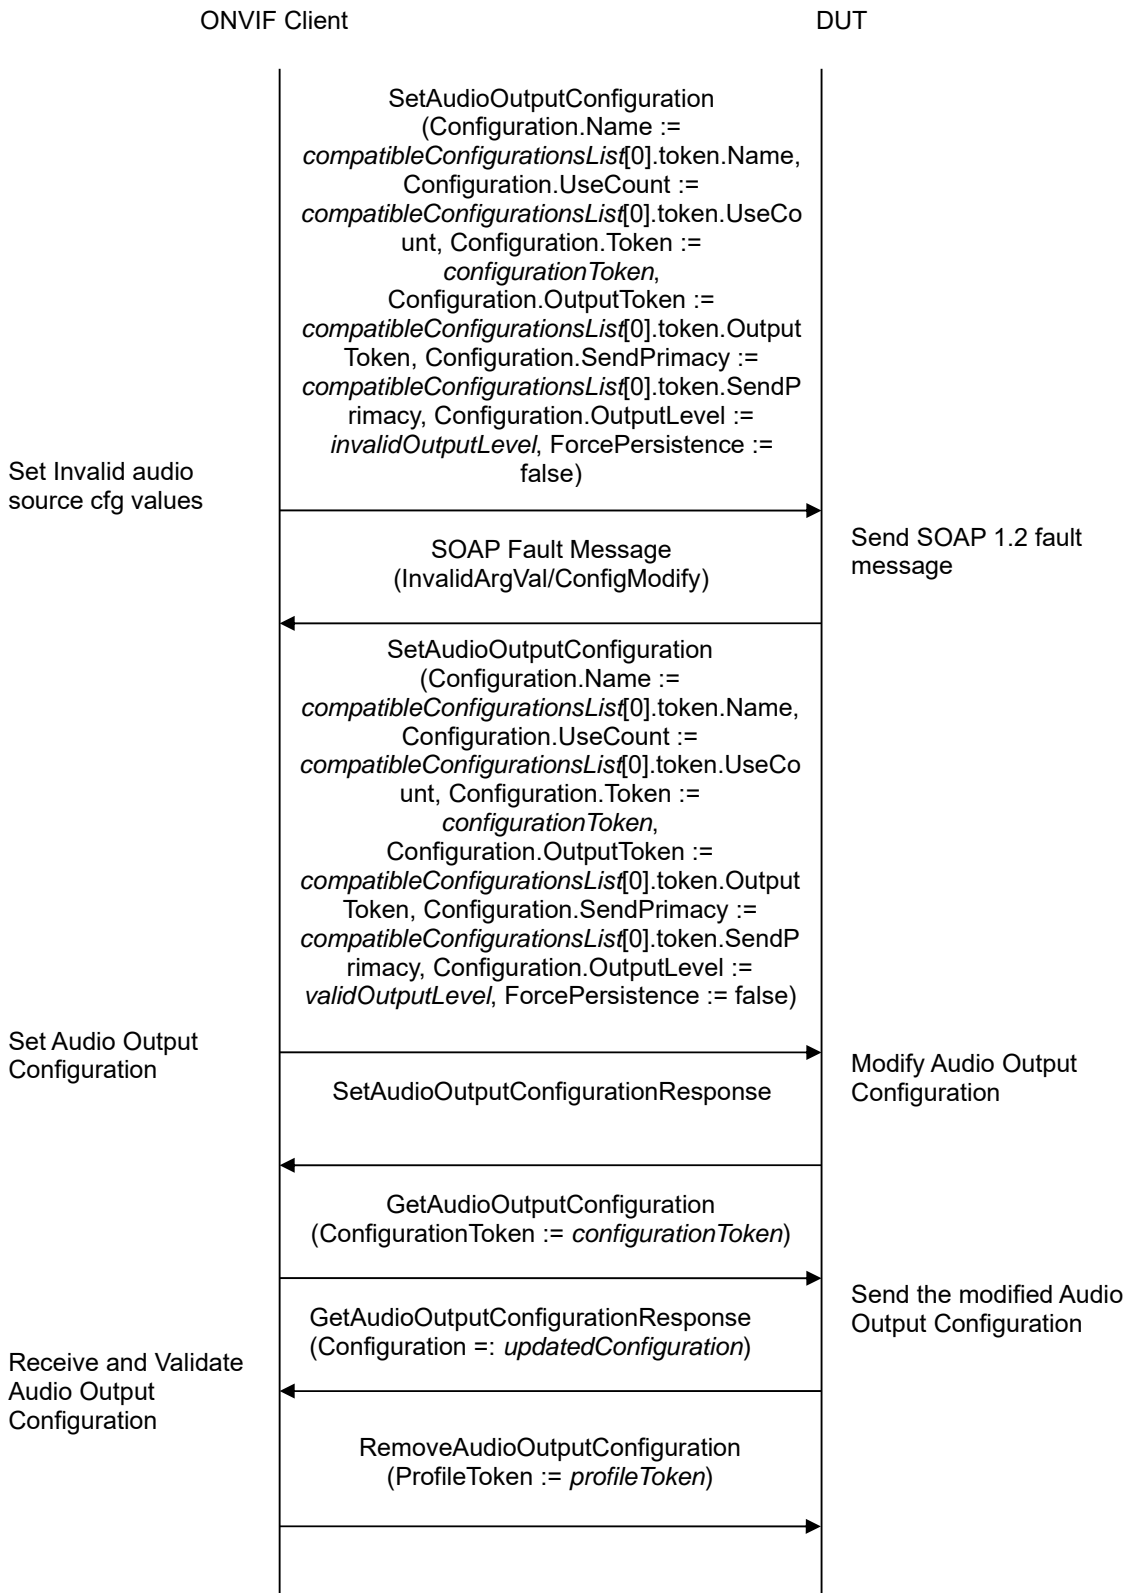 ONVIF Client
DUT
SetAudioOutputConfiguration
(Configuration.Name :=
compatibleConfigurationsList[0].token.Name,
Configuration.UseCount :=
compatibleConfigurationsList[0].token.UseCo
unt, Configuration.Token :=
configurationToken,
Configuration.OutputToken :=
compatibleConfigurationsList[0].token.Output
Token, Configuration.SendPrimacy :=
compatibleConfigurationsList[0].token.SendP
rimacy, Configuration.OutputLevel :=
invalidOutputLevel, ForcePersistence :=
false)
Set Invalid audio
source cfg values
SOAP Fault Message
(InvalidArgVal/ConfigModify)
Send SOAP 1.2 fault
message
SetAudioOutputConfiguration
(Configuration.Name :=
compatibleConfigurationsList[0].token.Name,
Configuration.UseCount :=
compatibleConfigurationsList[0].token.UseCo
unt, Configuration.Token :=
configurationToken,
Configuration.OutputToken :=
compatibleConfigurationsList[0].token.Output
Token, Configuration.SendPrimacy :=
compatibleConfigurationsList[0].token.SendP
rimacy, Configuration.OutputLevel :=
validOutputLevel, ForcePersistence := false)
Set Audio Output
Configuration
SetAudioOutputConfigurationResponse
Modify Audio Output
Configuration
GetAudioOutputConfiguration
(ConfigurationToken := configurationToken)
GetAudioOutputConfigurationResponse
(Configuration =: updatedConfiguration)
Send the modified Audio
Output Configuration
Receive and Validate
Audio Output
Configuration
RemoveAudioOutputConfiguration
(ProfileToken := profileToken)